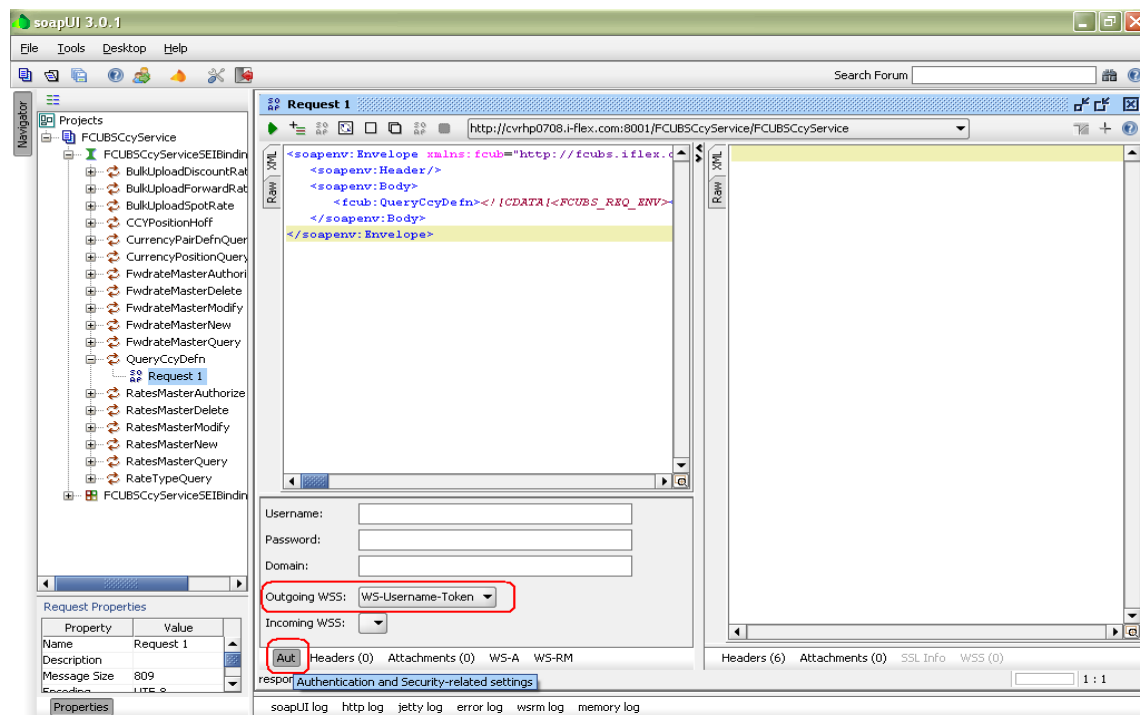 soapUI 3.0.1
File Tools Desktop Help
Search Forum
Navigator
Projects
FCUBSCcyService
FCUBSCcyServiceSEIBindin
BulkUploadDiscountRat
BulkUploadForwardRat
BulkUploadSpotRate
CCYPositionHoff
CurrencyPairDefnQuer
CurrencyPositionQuery
FwdrateMasterAuthori
FwdrateMasterDelete
FwdrateMasterModify
FwdrateMasterNew
FwdrateMasterQuery
QueryCcyDefn
Request 1
RatesMasterAuthorize
RatesMasterDelete
RatesMasterModify
RatesMasterNew
RatesMasterQuery
RateTypeQuery
FCUBSCcyServiceSEIBindin
Request Properties
Property Value
Name Request 1
Description
Message Size 809
Encoding UTF-8
Properties
Request 1
http://cvrhp0708.i-flex.com:8001/FCUBSCcyService/FCUBSCcyService
XML
Raw
<soapenv:Envelope xmlns:fcub="http://fcubs.iflex.c
<soapenv:Header/>
<soapenv:Body>
<fcub:QueryCcyDefn><![CDATA[<FCUBS_REQ_ENV><
</soapenv:Body>
</soapenv:Envelope>
XML
Raw
Username:
Password:
Domain:
Outgoing WSS: WS-Username-Token
Incoming WSS:
Aut Headers (0) Attachments (0) WS-A WS-RM
Headers (6) Attachments (0) SSL Info WSS (0)
respor
Authentication and Security-related settings
1 : 1
soapUI log http log jetty log error log wsrm log memory log